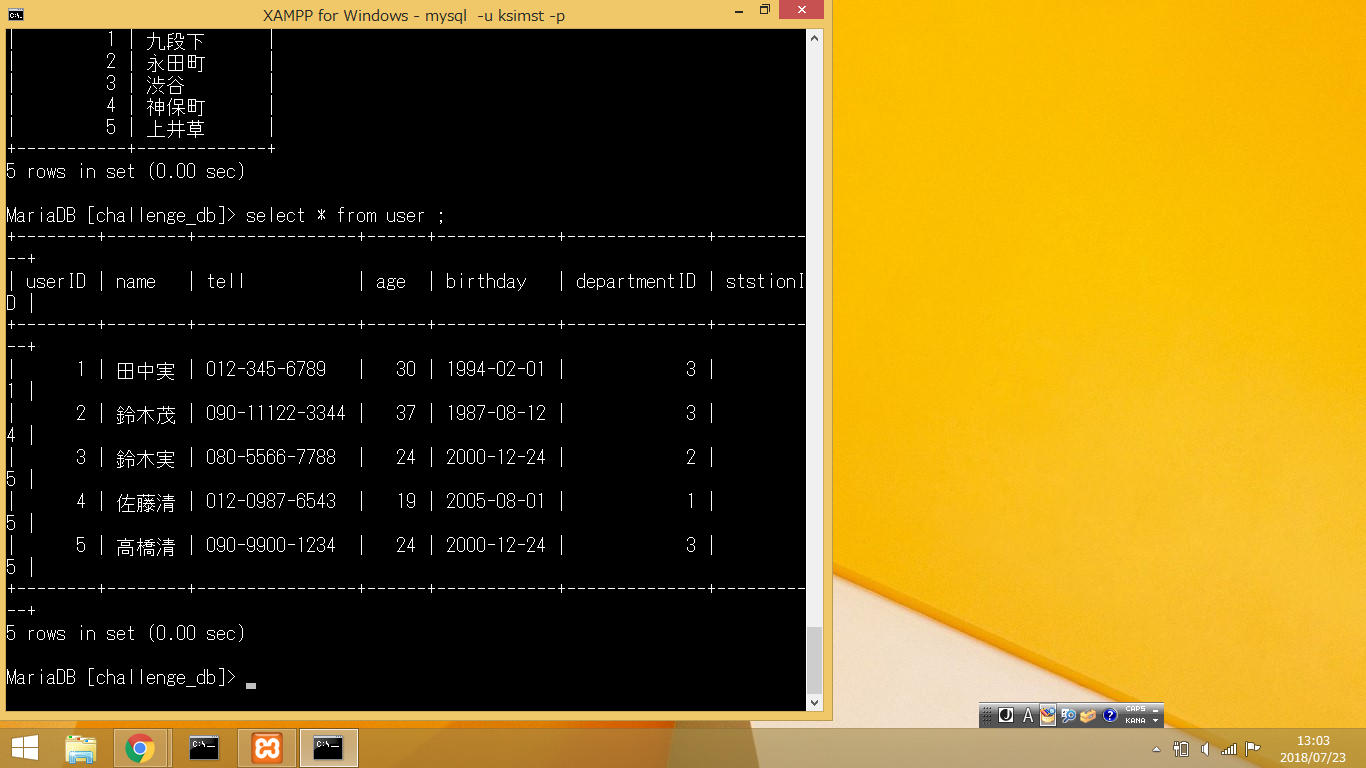 XAMPP for Windows - mysql  -u ksimst -p
|         1 | 九段下      |
|         2 | 永田町      |
|         3 | 渋谷        |
|         4 | 神保町      |
|         5 | 上井草      |
+-----------+-------------+
5 rows in set (0.00 sec)
MariaDB [challenge_db]> select * from user ;
+--------+--------+----------------+------+------------+--------------+---------
--+
| userID | name   | tell           | age  | birthday   | departmentID | ststionI
D |
+--------+--------+----------------+------+------------+--------------+---------
--+
|      1 | 田中実 | 012-345-6789   |   30 | 1994-02-01 |            3 |
1 |
|      2 | 鈴木茂 | 090-11122-3344 |   37 | 1987-08-12 |            3 |
4 |
|      3 | 鈴木実 | 080-5566-7788  |   24 | 2000-12-24 |            2 |
5 |
|      4 | 佐藤清 | 012-0987-6543  |   19 | 2005-08-01 |            1 |
5 |
|      5 | 高橋清 | 090-9900-1234  |   24 | 2000-12-24 |            3 |
5 |
+--------+--------+----------------+------+------------+--------------+---------
--+
5 rows in set (0.00 sec)
MariaDB [challenge_db]>
A CAPS
KANA
13:03
2018/07/23